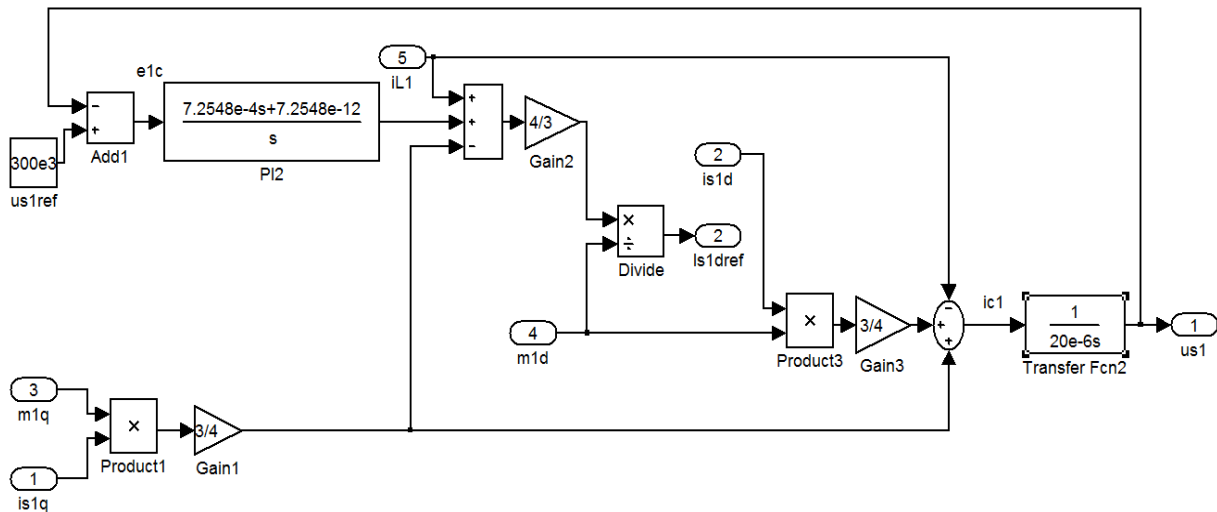 5
iL1
e1c
−
+
Add1
300e3
us1ref
7.2548e-4s+7.2548e-12
s
PI2
+
+
−
4/3
Gain2
2
is1d
×
÷
Divide
2
Is1dref
4
m1d
×
Product3
3/4
Gain3
−
+
+
ic1
1
20e-6s
Transfer Fcn2
1
us1
3
m1q
×
Product1
3/4
Gain1
1
is1q